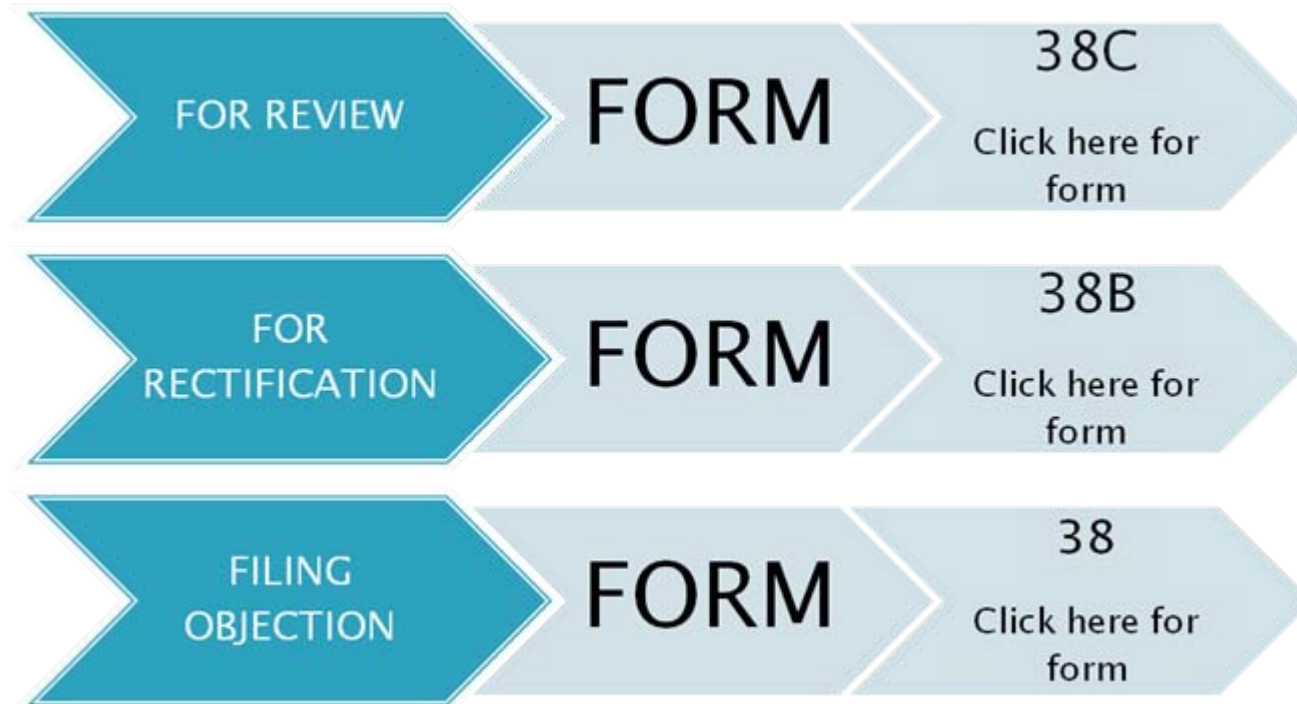 FOR REVIEW
FORM
38C
Click here for
form
FOR
RECTIFICATION
FORM
38B
Click here for
form
FILING
OBJECTION
FORM
38
Click here for
form